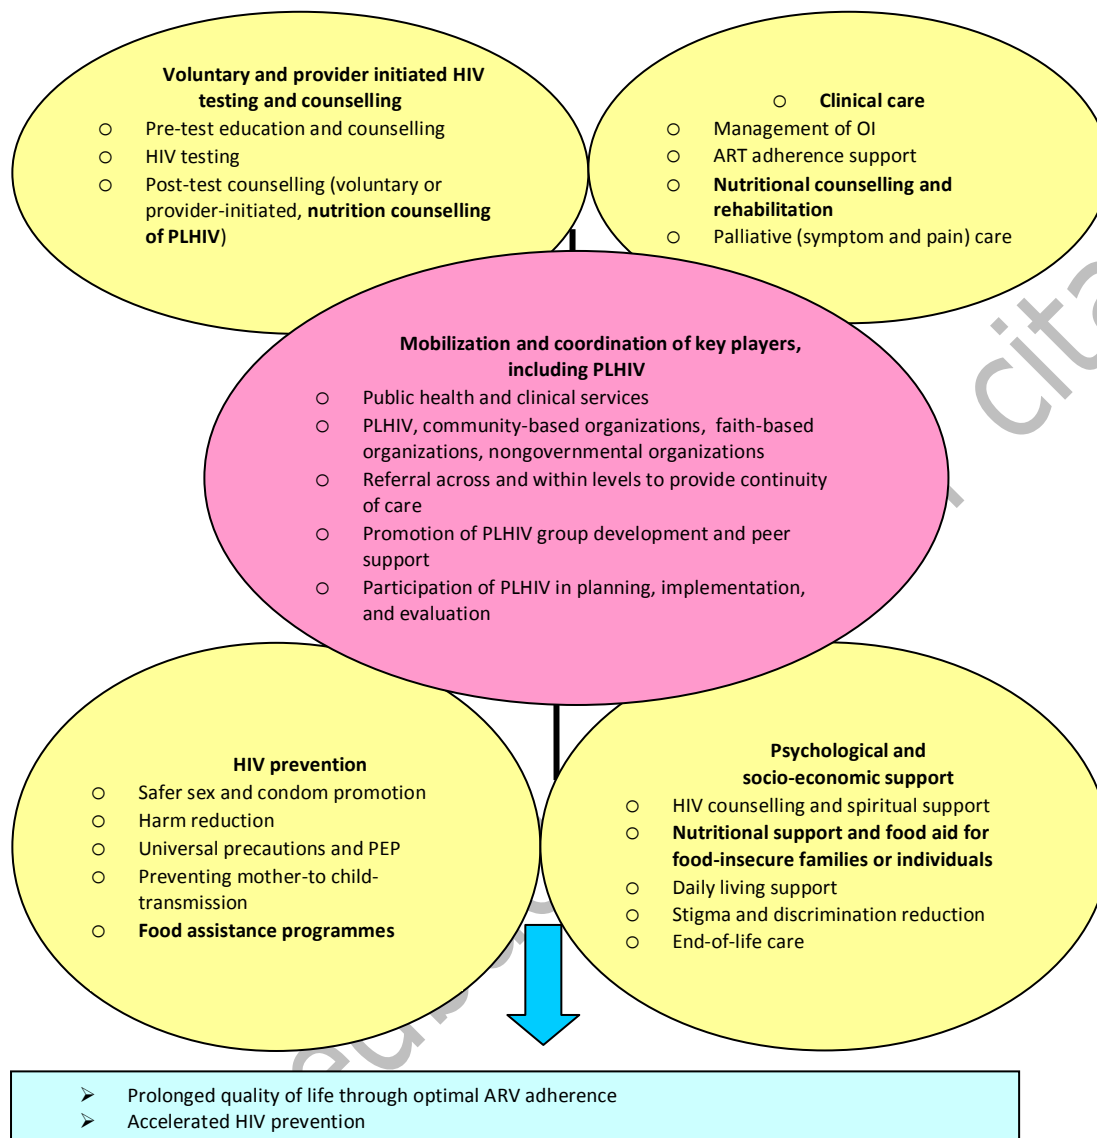 Voluntary and provider initiated HIV
testing and counselling
o Pre-test education and counselling
o HIV testing
o Post-test counselling (voluntary or
provider-initiated, nutrition counselling
of PLHIV)
o Clinical care
o Management of OI
o ART adherence support
o Nutritional counselling and
rehabilitation
o Palliative (symptom and pain) care
Mobilization and coordination of key players,
including PLHIV
o Public health and clinical services
o PLHIV, community-based organizations, faith-based
organizations, nongovernmental organizations
o Referral across and within levels to provide continuity
of care
o Promotion of PLHIV group development and peer
support
o Participation of PLHIV in planning, implementation,
and evaluation
HIV prevention
o Safer sex and condom promotion
o Harm reduction
o Universal precautions and PEP
o Preventing mother-to child-
transmission
o Food assistance programmes
Psychological and
socio-economic support
o HIV counselling and spiritual support
o Nutritional support and food aid for
food-insecure families or individuals
o Daily living support
o Stigma and discrimination reduction
o End-of-life care
➢ Prolonged quality of life through optimal ARV adherence
➢ Accelerated HIV prevention